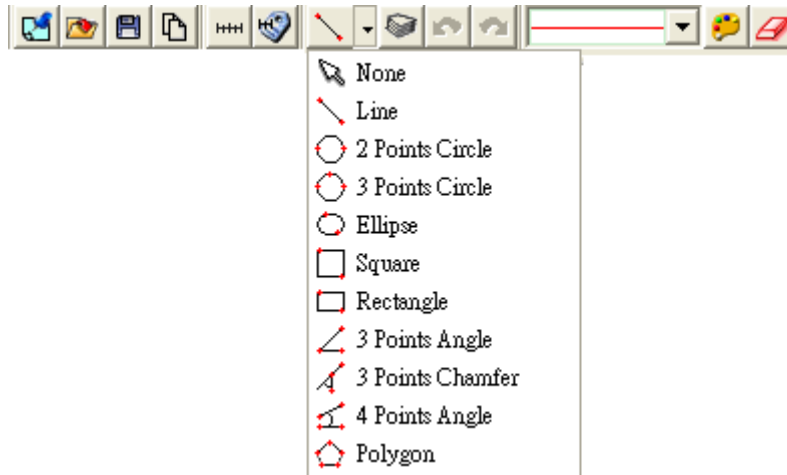 None
Line
2 Points Circle
3 Points Circle
Ellipse
Square
Rectangle
3 Points Angle
3 Points Chamfer
4 Points Angle
Polygon